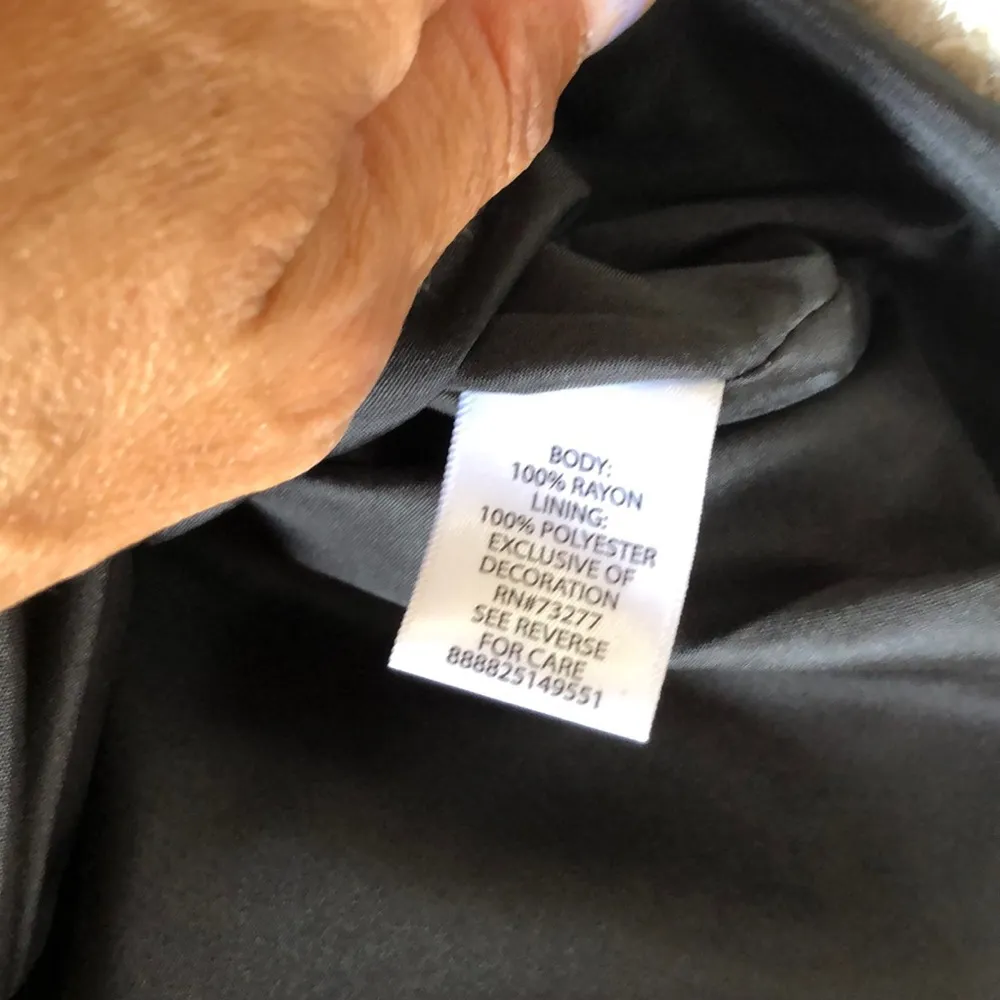 BODY:
100% RAYON
LINING:
100% POLYESTER
EXCLUSIVE OF
DECORATION
RN#73277
SEE REVERSE
FOR CARE
888825149551